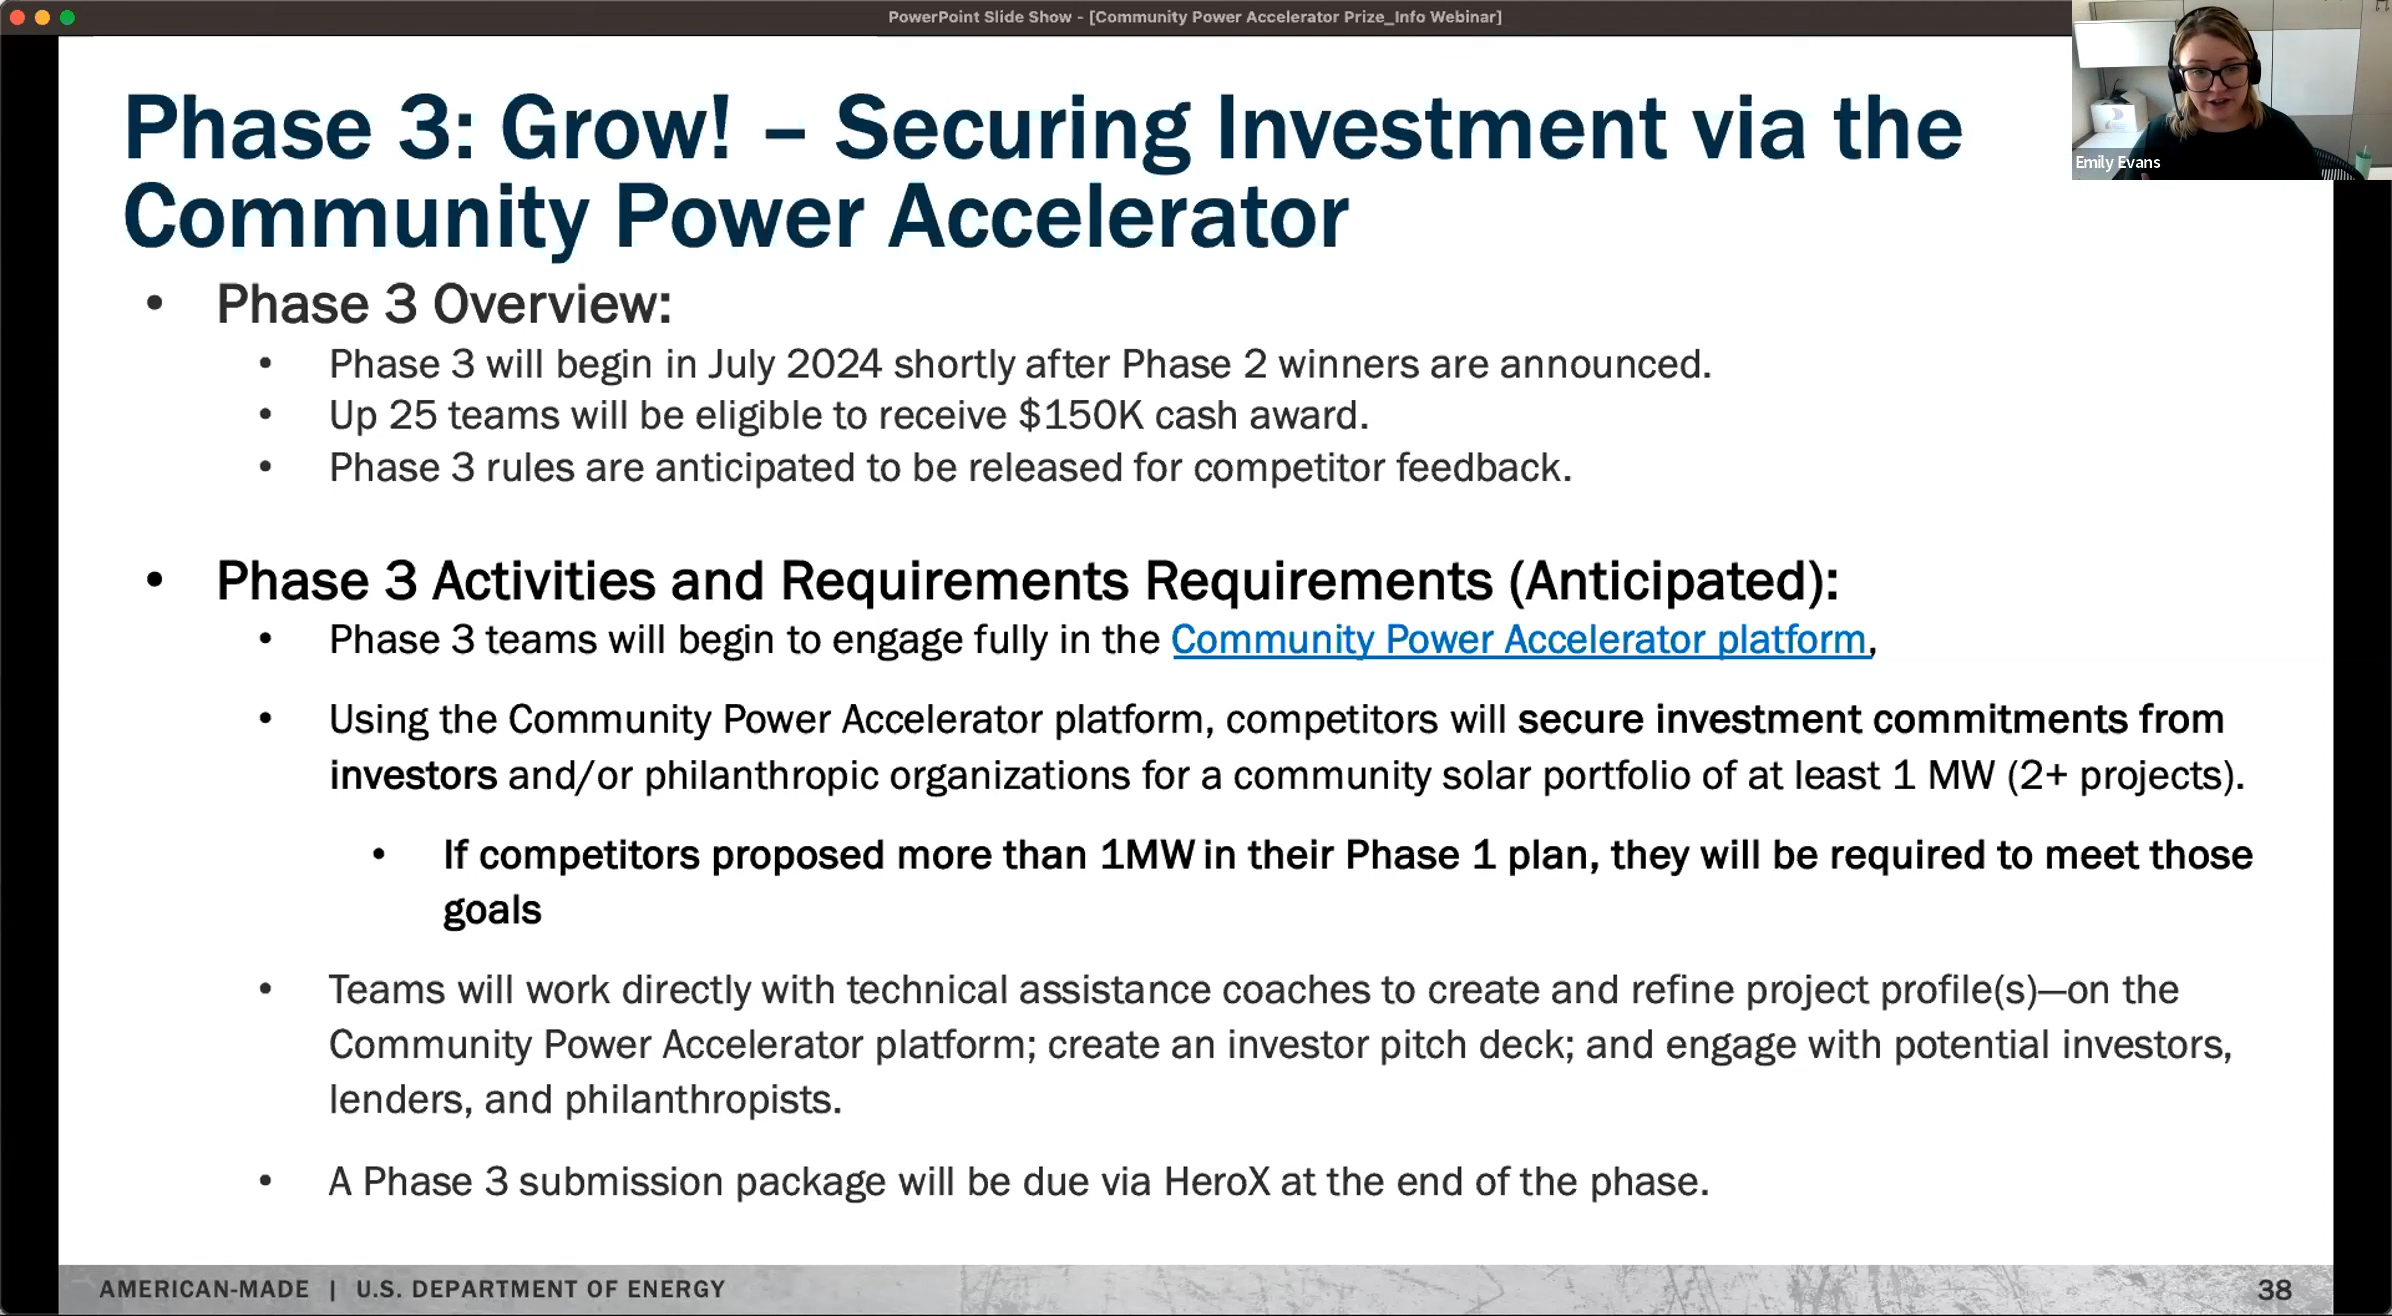 PowerPoint Slide Show - [Community Power Accelerator Prize_Info Webinar]
Emily Evans
Phase 3: Grow! – Securing Investment via the
Community Power Accelerator
• Phase 3 Overview:
• Phase 3 will begin in July 2024 shortly after Phase 2 winners are announced.
• Up 25 teams will be eligible to receive $150K cash award.
• Phase 3 rules are anticipated to be released for competitor feedback.
• Phase 3 Activities and Requirements Requirements (Anticipated):
• Phase 3 teams will begin to engage fully in the Community Power Accelerator platform,
• Using the Community Power Accelerator platform, competitors will secure investment commitments from
investors and/or philanthropic organizations for a community solar portfolio of at least 1 MW (2+ projects).
• If competitors proposed more than 1MW in their Phase 1 plan, they will be required to meet those
goals
• Teams will work directly with technical assistance coaches to create and refine project profile(s)—on the
Community Power Accelerator platform; create an investor pitch deck; and engage with potential investors,
lenders, and philanthropists.
• A Phase 3 submission package will be due via HeroX at the end of the phase.
AMERICAN-MADE | U.S. DEPARTMENT OF ENERGY
38